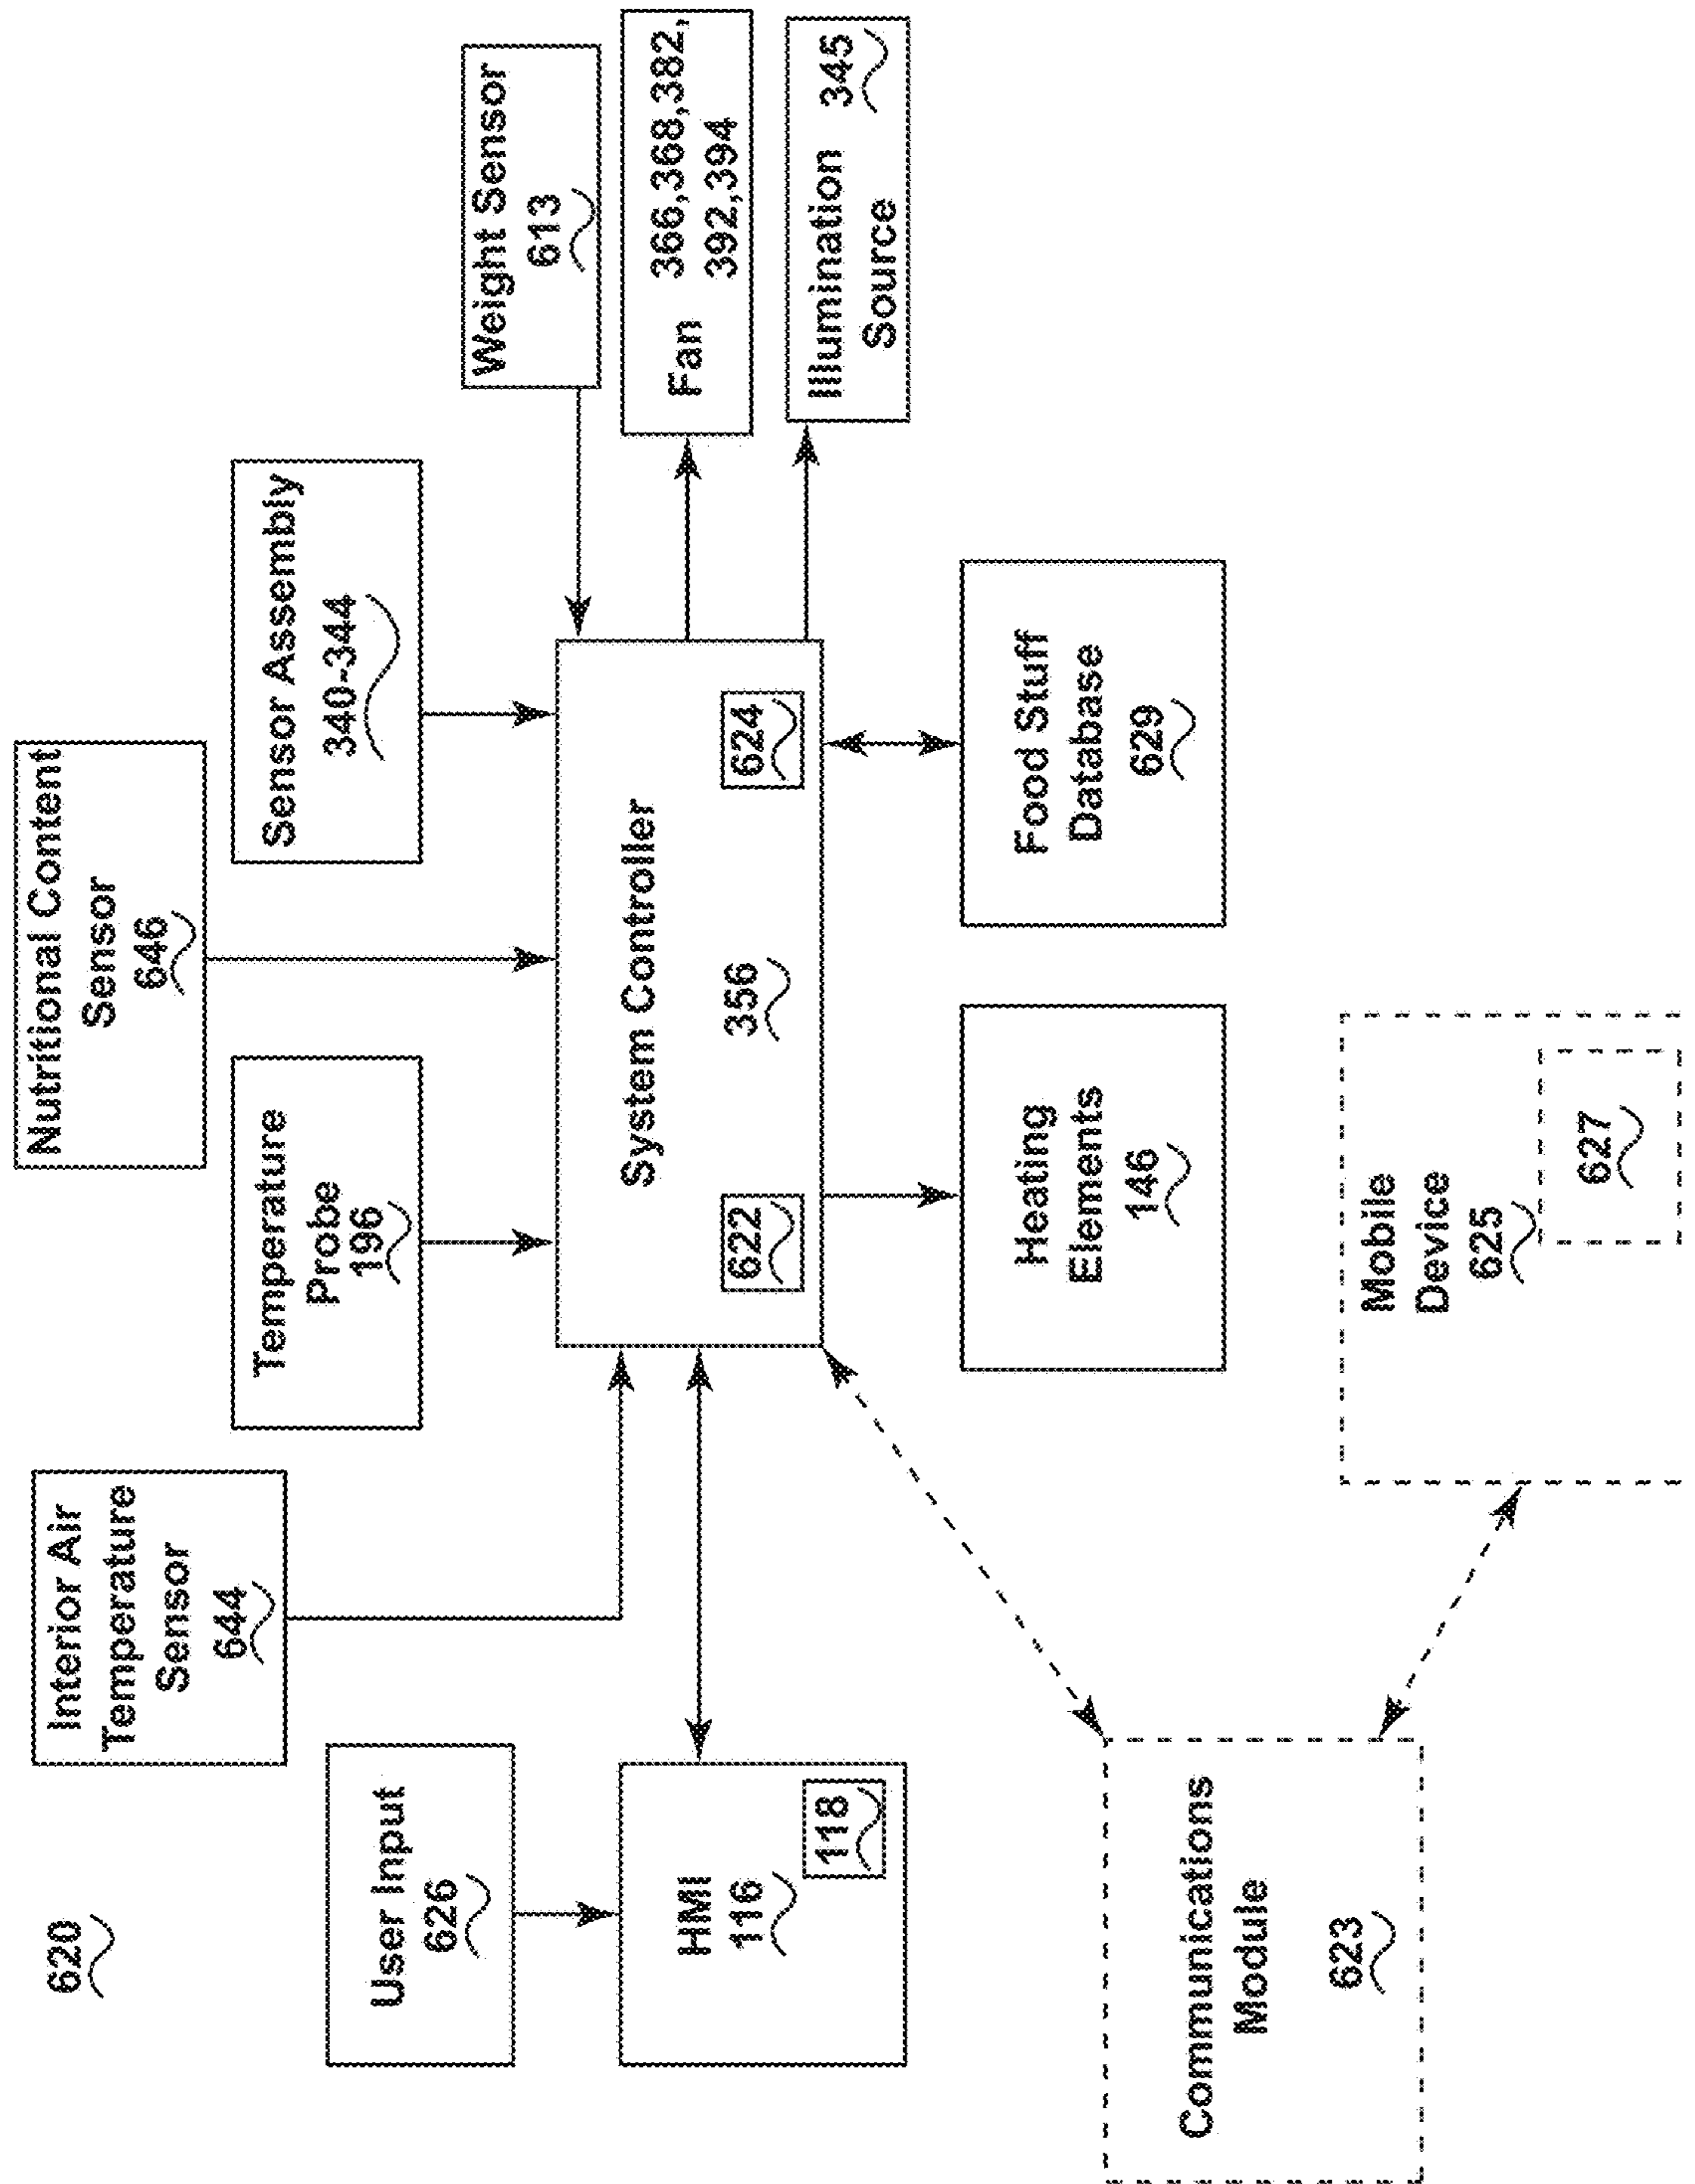 620
User Input
626
HMI
116
118
Interior Air
Temperature
Sensor
644
Temperature
Probe
196
Nutritional Content
Sensor
646
Sensor Assembly
340-344
Weight Sensor
613
Fan 366,368,382,
392,394
Illumination 345
Source
System Controller
356
622
624
Heating
Elements
146
Food Stuff
Database
629
Communications
Module
623
Mobile
Device
625
627